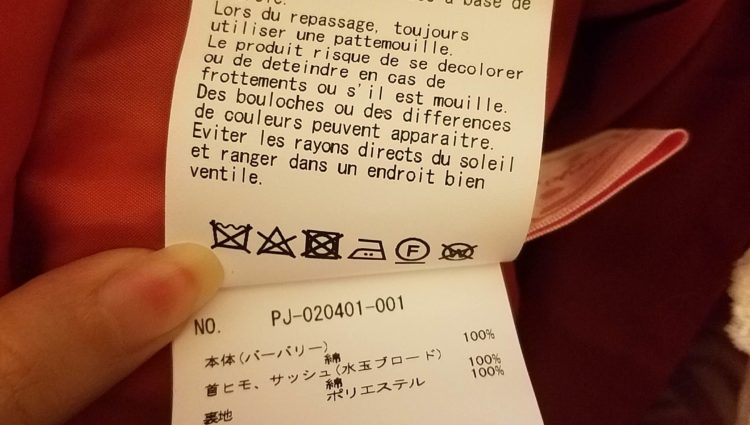 base de
Lors du repassage, toujours
utiliser une pattemouille.
Le produit risque de se decolorer
ou de deteindre en cas de
frottements ou s'il est mouille.
Des bouloches ou des differences
de couleurs peuvent apparaitre.
Eviter les rayons directs du soleil
et ranger dans un endroit bien
ventile.
F
W
NO. PJ-020401-001
本体(バーバリー) 100%
綿
首ヒモ、サッシュ(水玉ブロード) 100%
綿 100%
ポリエステル
裏地